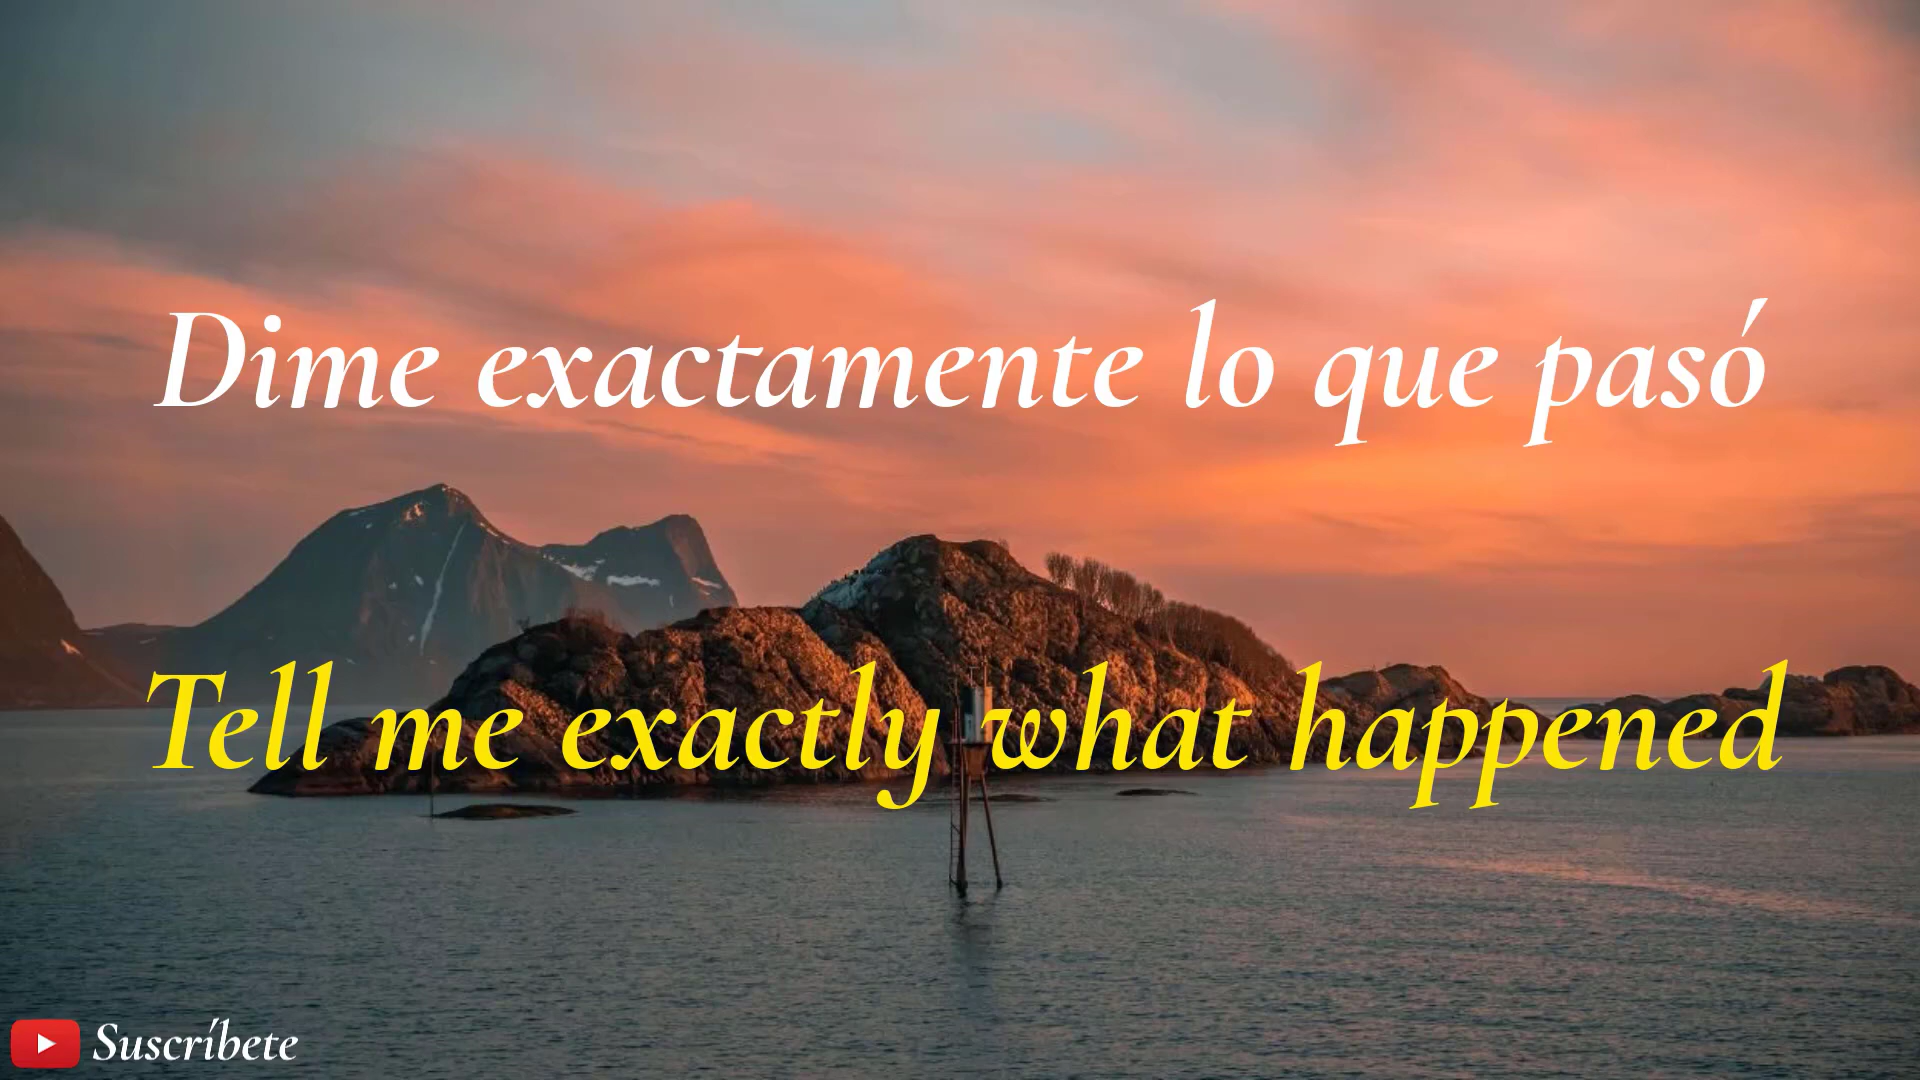 Dime exactamente lo que pasó
Tell me exactly what happened
Suscríbete